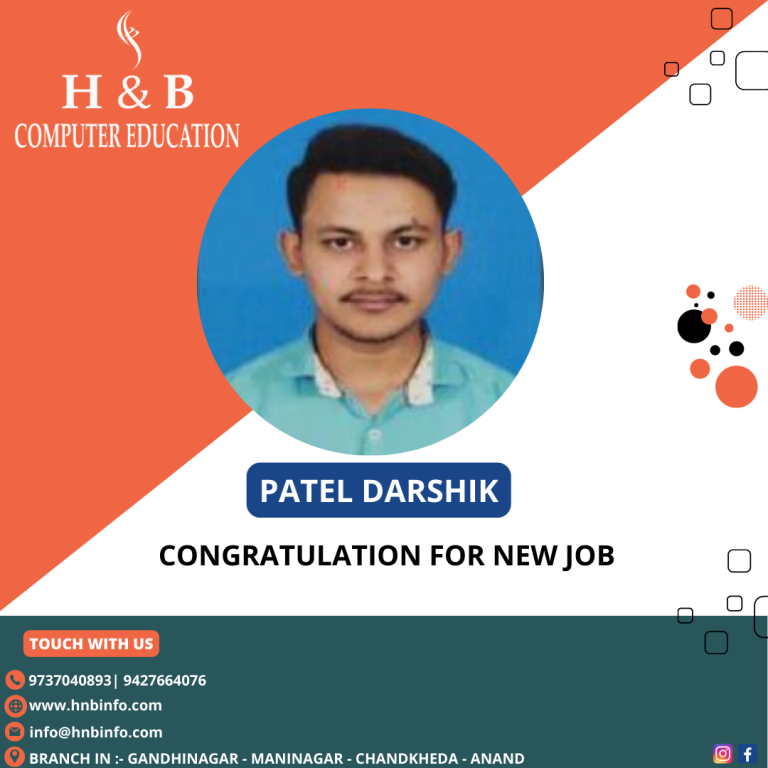 H & B
COMPUTER EDUCATION
PATEL DARSHIK
CONGRATULATION FOR NEW JOB
TOUCH WITH US
9737040893| 9427664076
www.hnbinfo.com
info@hnbinfo.com
BRANCH IN :- GANDHINAGAR - MANINAGAR - CHANDKHEDA - ANAND